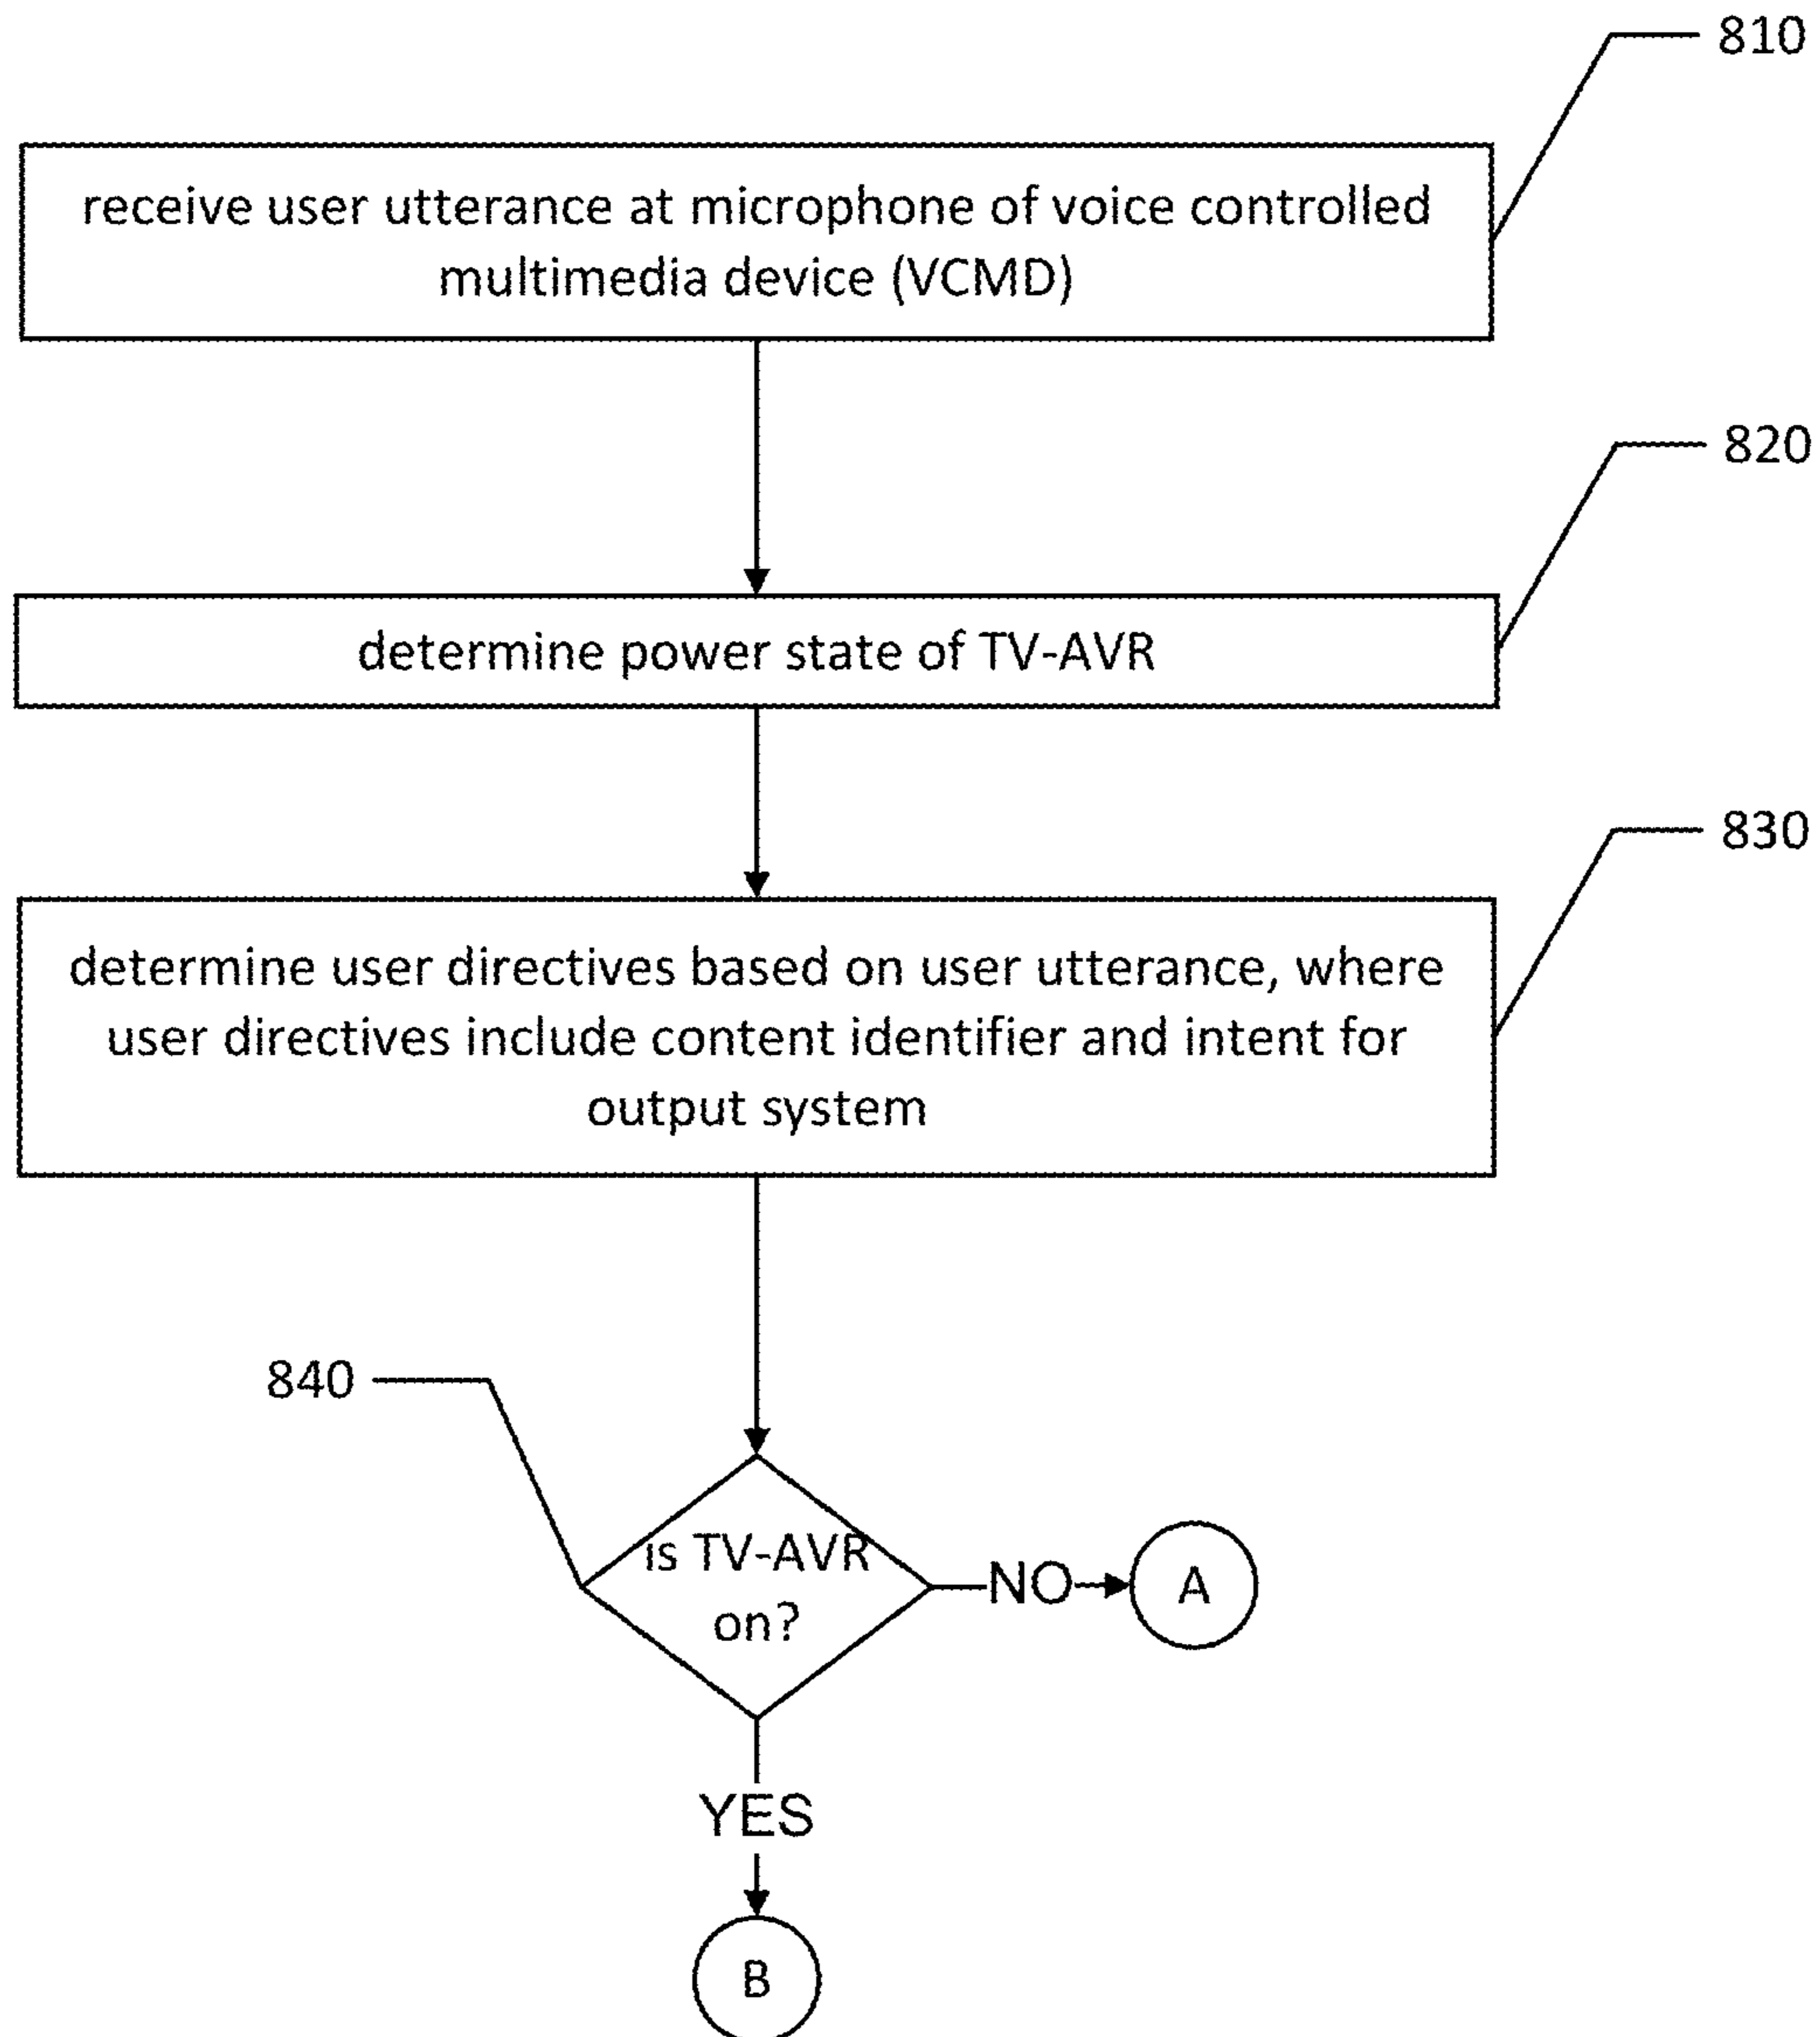 810
receive user utterance at microphone of voice controlled
multimedia device (VCMD)
820
determine power state of TV-AVR
830
determine user directives based on user utterance, where
user directives include content identifier and intent for
output system
840
is TV-AVR
on?
NO
A
YES
B